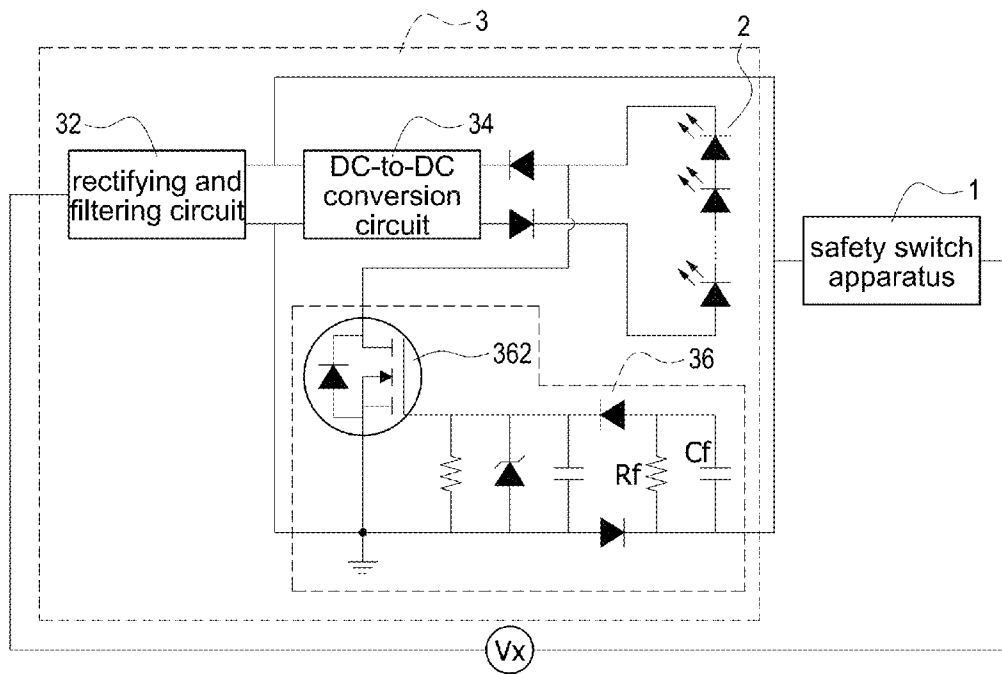 3
2
32
34
rectifying and
filtering circuit
DC-to-DC
conversion
circuit
1
safety switch
apparatus
362
36
Rf
Cf
Vx